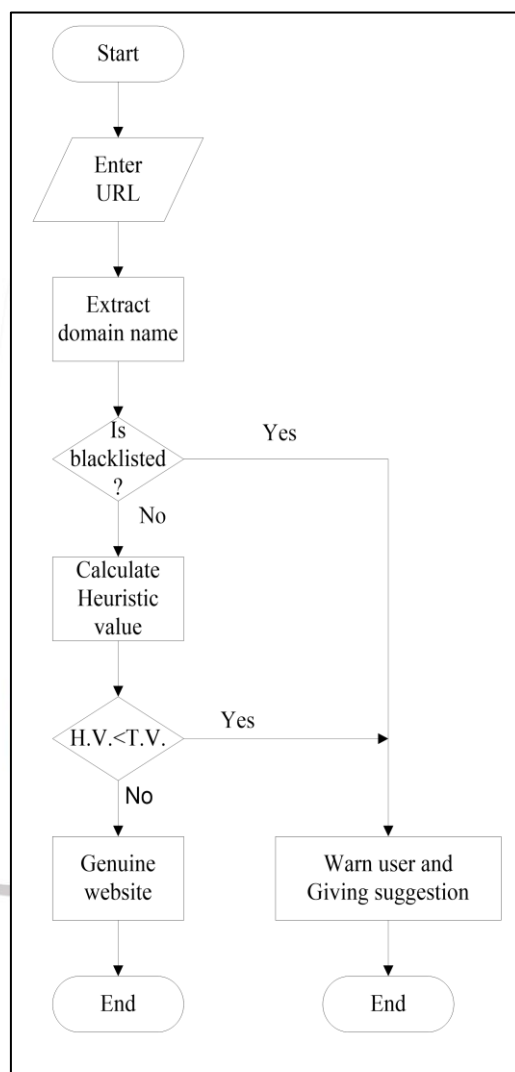 Start
Enter
URL
Extract
domain name
Is
blacklisted
?
Yes
No
Calculate
Heuristic
value
H.V.<T.V.
Yes
No
Genuine
website
Warn user and
Giving suggestion
End
End